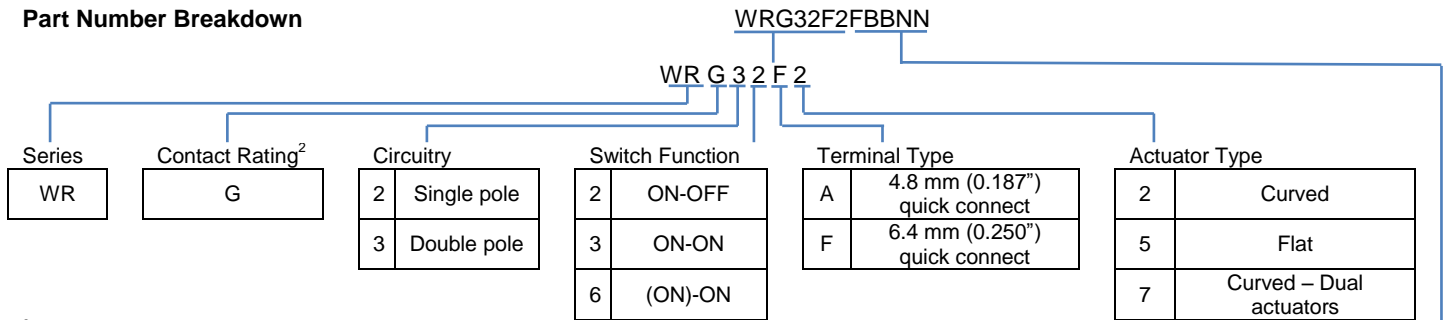 Part Number Breakdown
WRG32F2FBBNN
WR G 3 2 F 2
Series
WR
Contact Rating2
G
Circuitry
2 Single pole
3 Double pole
Switch Function
2 ON-OFF
3 ON-ON
6 (ON)-ON
Terminal Type
A 4.8 mm (0.187”)
quick connect
F 6.4 mm (0.250”)
quick connect
Actuator Type
2 Curved
5 Flat
7 Curved – Dual
actuators